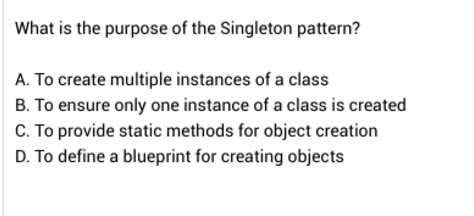 What is the purpose of the Singleton pattern?
A. To create multiple instances of a class
B. To ensure only one instance of a class is created
C. To provide static methods for object creation
D. To define a blueprint for creating objects